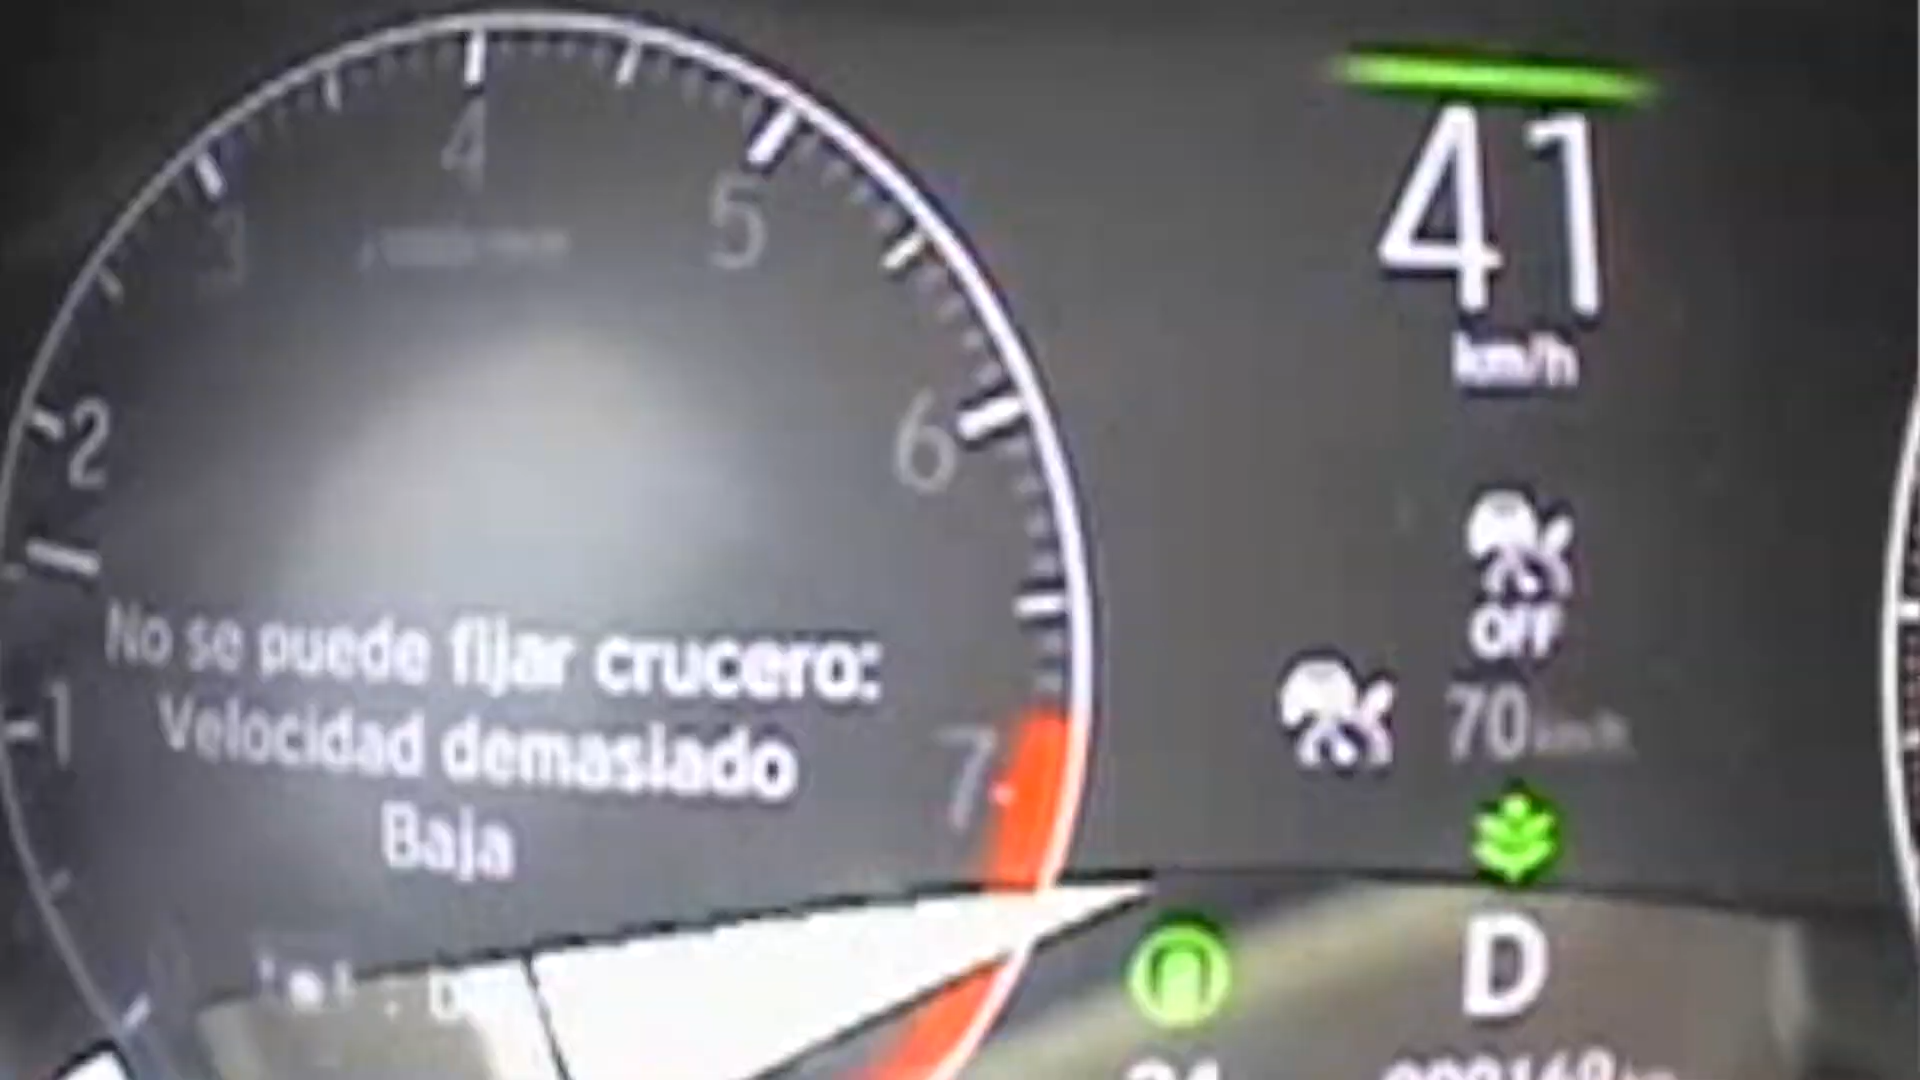 4
3
5
2
6
1
7
No se puede fijar crucero:
Velocidad demasiado
Baja
41
km/h
OFF
70 km/h
D